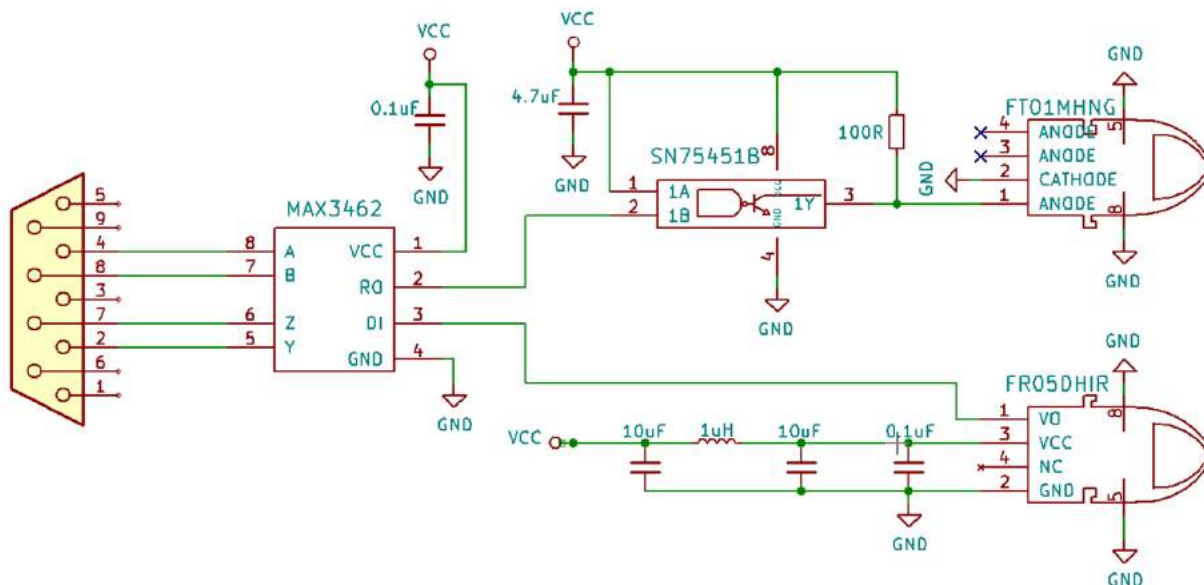 VCC
0.1uF
GND
5
9
4
8
3
7
2
6
1
MAX3462
8 A VCC 1
7 B
RO 2
6 Z DI 3
5 Y
GND 4
GND
VCC
4.7uF
GND
SN75451B
8
VCC
1 1A
2 1B
1Y 3
GND
4
GND
100R
GND
FT01MHNG
5
4 ANODE
3 ANODE
GND 2 CATHODE
1 ANODE
8
GND
GND
FR05DHIR
8
1 VO
3 VCC
4 NC
2 GND
5
GND
VCC 10uF 1uH 10uF 0.1uF
GND